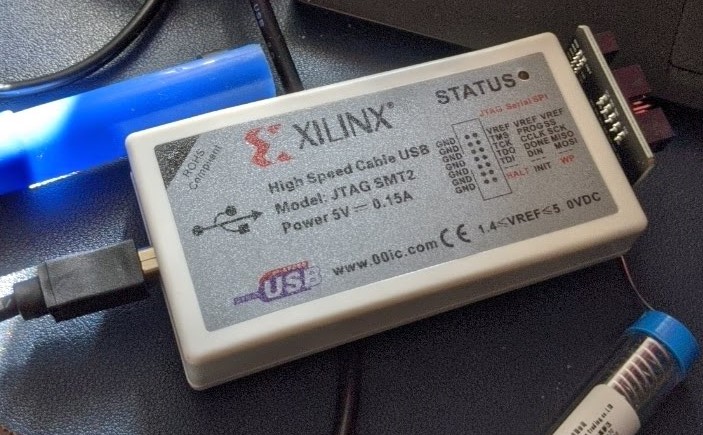 STATUS
XILINX®
RoHS
Compliant
High Speed Cable USB
Model: JTAG SMT2
Power 5V ⎓ 0.15A
JTAG Serial SPI
GND VREF VREF VREF
GND TMS PROG SS
GND TCK CCLK SCK
GND TDO DONE MISO
GND TDI DIN MOSI
GND -- -- --
GND HALT INIT WP
USB
www.00ic.com CE 1.4≤VREF≤5.0VDC